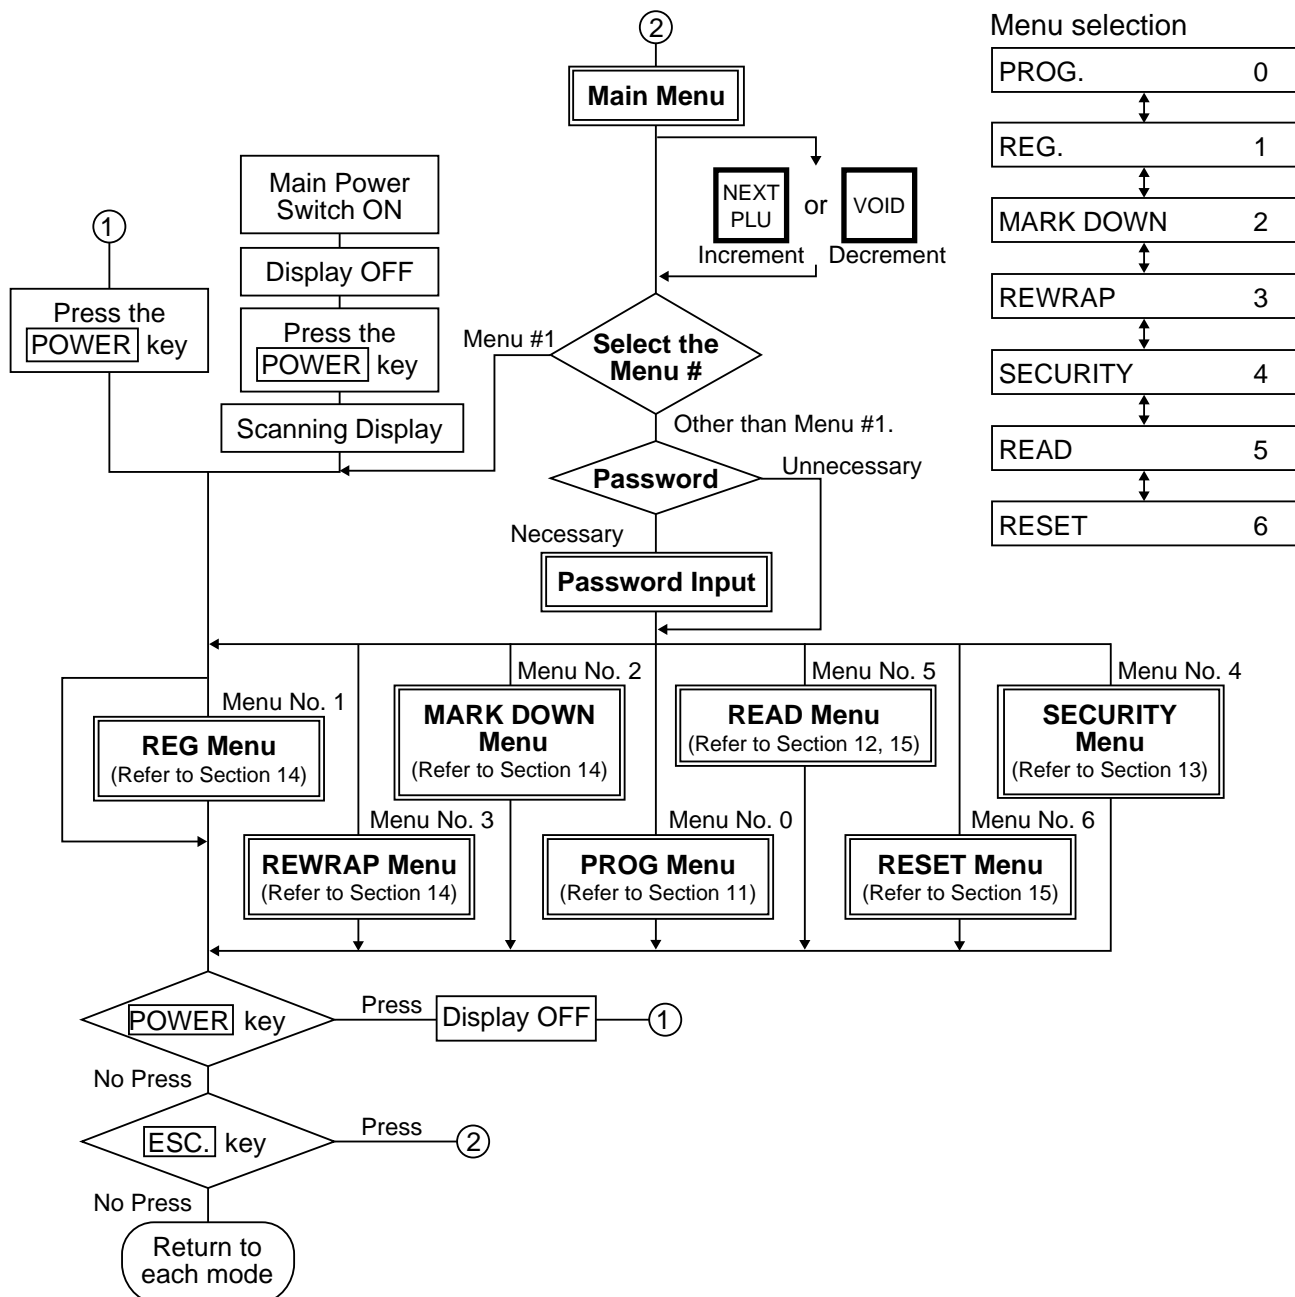 2
Main Menu
NEXT
PLU
or
VOID
Increment
Decrement
Menu selection
PROG. 0
REG. 1
MARK DOWN 2
REWRAP 3
SECURITY 4
READ 5
RESET 6
1
Press the
POWER key
Main Power
Switch ON
Display OFF
Press the
POWER key
Scanning Display
Menu #1
Select the
Menu #
Other than Menu #1.
Password
Unnecessary
Necessary
Password Input
Menu No. 1
REG Menu
(Refer to Section 14)
Menu No. 2
MARK DOWN
Menu
(Refer to Section 14)
Menu No. 5
READ Menu
(Refer to Section 12, 15)
Menu No. 4
SECURITY
Menu
(Refer to Section 13)
Menu No. 3
REWRAP Menu
(Refer to Section 14)
Menu No. 0
PROG Menu
(Refer to Section 11)
Menu No. 6
RESET Menu
(Refer to Section 15)
POWER key
Press
Display OFF
1
No Press
ESC. key
Press
2
No Press
Return to
each mode